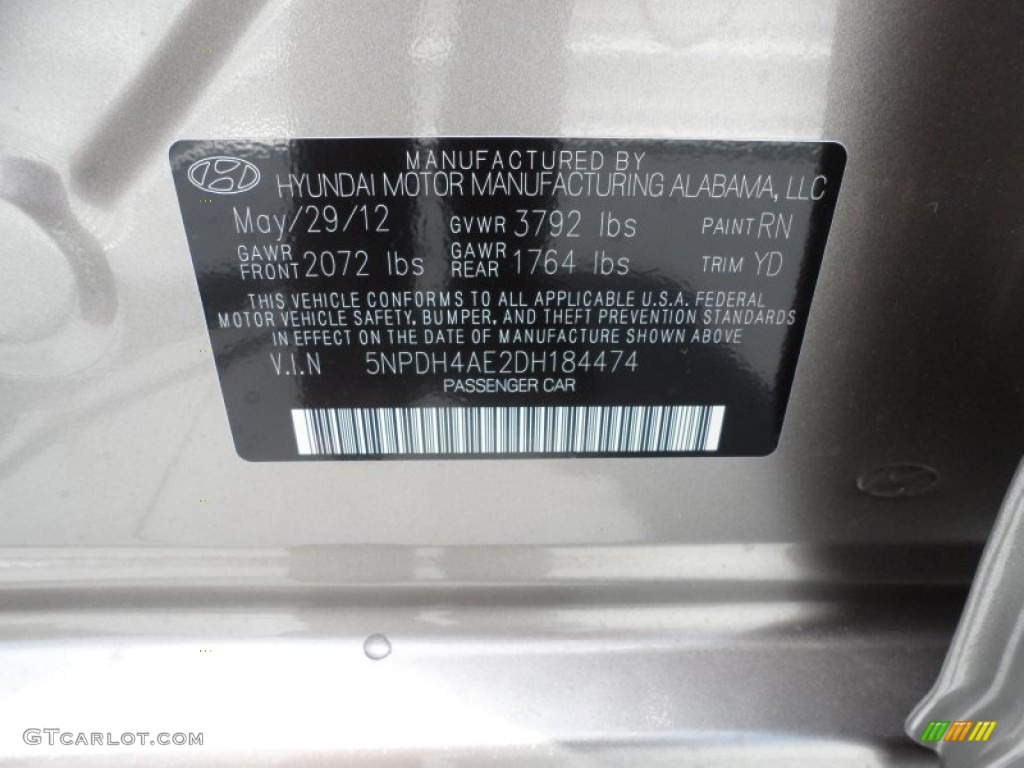 MANUFACTURED BY
HYUNDAI MOTOR MANUFACTURING ALABAMA, LLC
May/29/12 GVWR 3792 lbs PAINT RN
GAWR FRONT 2072 lbs GAWR REAR 1764 lbs TRIM YD
THIS VEHICLE CONFORMS TO ALL APPLICABLE U.S.A. FEDERAL
MOTOR VEHICLE SAFETY, BUMPER, AND THEFT PREVENTION STANDARDS
IN EFFECT ON THE DATE OF MANUFACTURE SHOWN ABOVE
V.I.N 5NPDH4AE2DH184474
PASSENGER CAR
GTCARLOT.COM